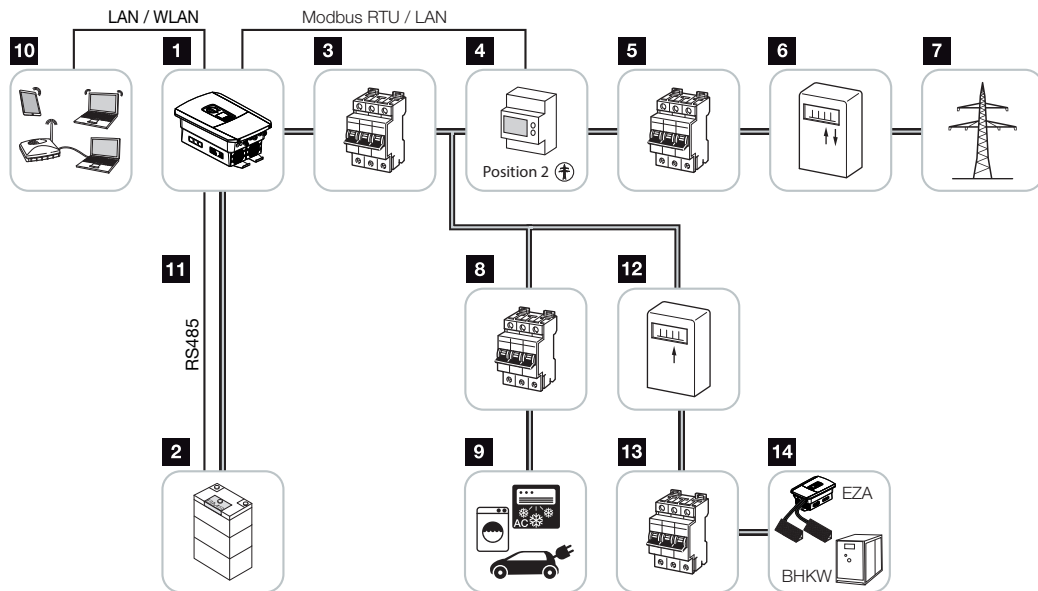 LAN / WLAN
Modbus RTU / LAN
10
1
3
4
5
6
7
Position 2
11
RS485
8
12
2
9
13
14
AC
EZA
BHKW